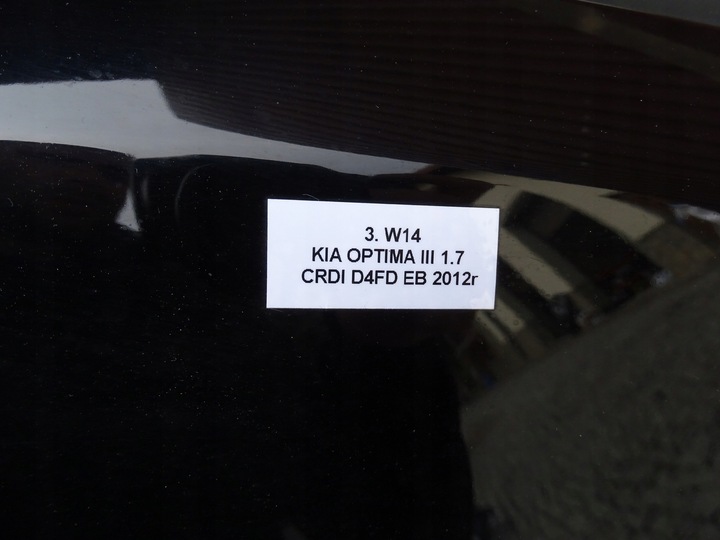 3. W14
KIA OPTIMA III 1.7
CRDI D4FD EB 2012r